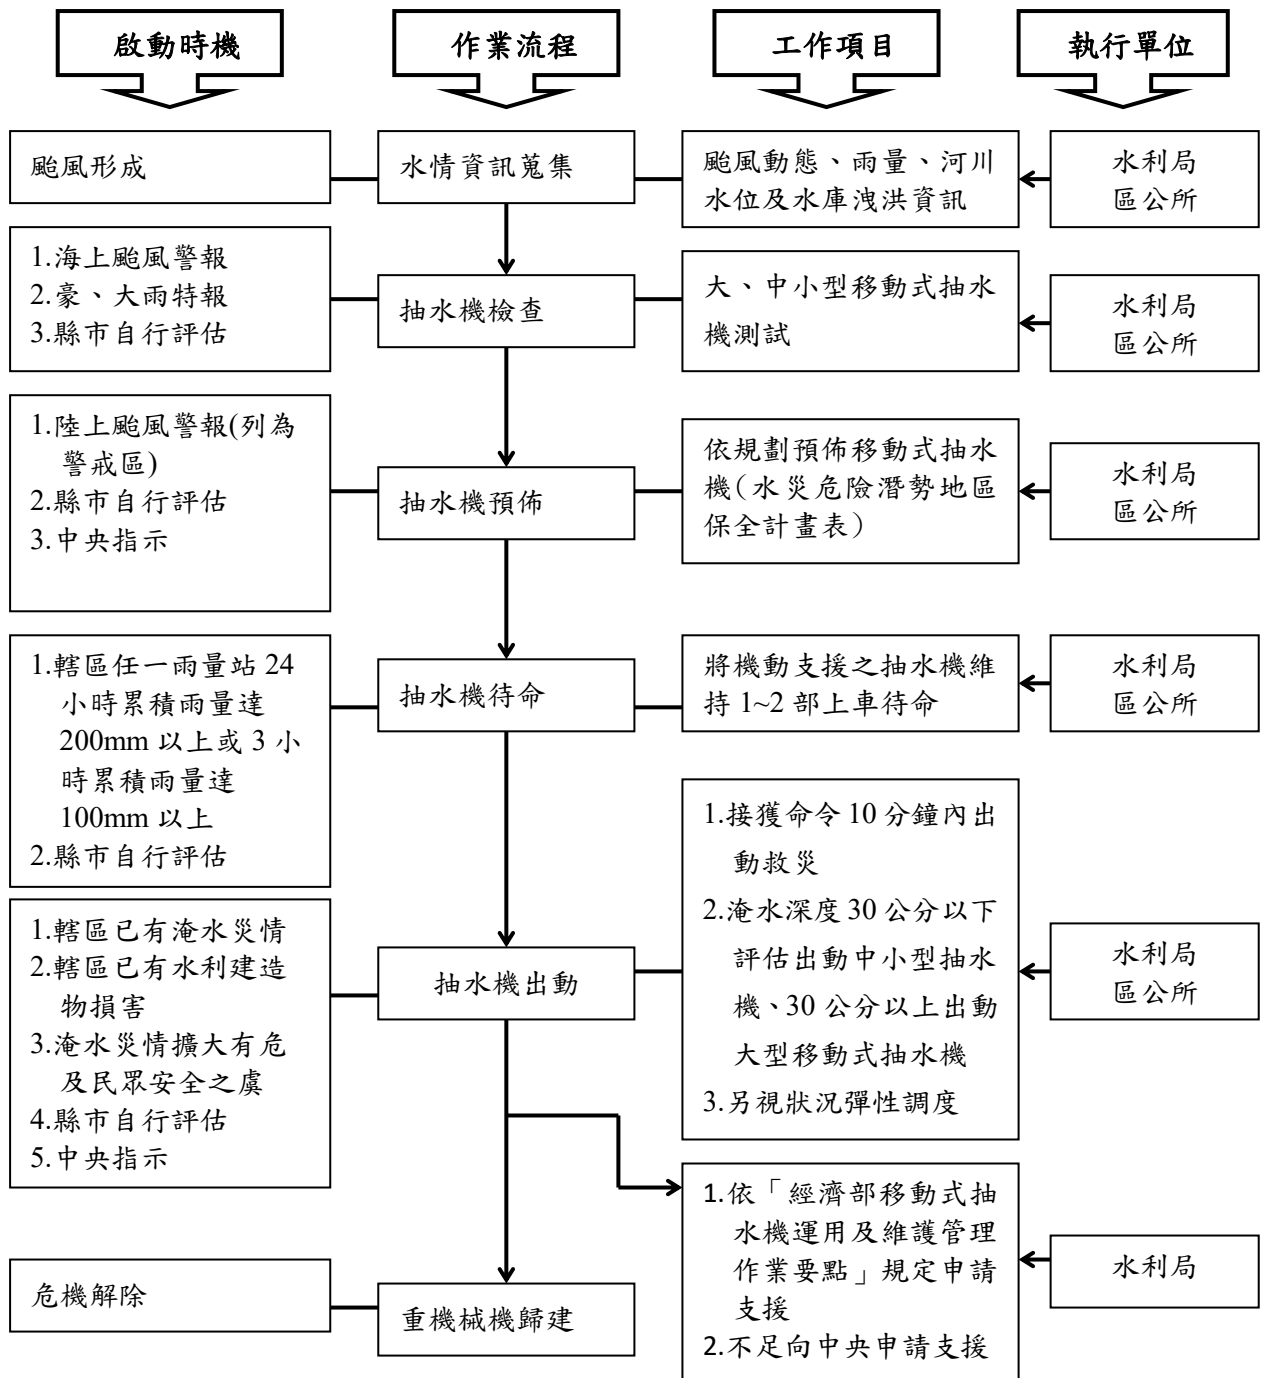 啟動時機
作業流程
工作項目
執行單位
颱風形成
水情資訊蒐集
颱風動態、雨量、河川
水位及水庫洩洪資訊
水利局
區公所
1.海上颱風警報
2.豪、大雨特報
3.縣市自行評估
抽水機檢查
大、中小型移動式抽水
機測試
水利局
區公所
1.陸上颱風警報(列為
警戒區)
2.縣市自行評估
3.中央指示
抽水機預佈
依規劃預佈移動式抽水
機(水災危險潛勢地區
保全計畫表)
水利局
區公所
1.轄區任一雨量站 24
小時累積雨量達
200mm 以上或 3 小
時累積雨量達
100mm 以上
2.縣市自行評估
抽水機待命
將機動支援之抽水機維
持 1~2 部上車待命
水利局
區公所
1.轄區已有淹水災情
2.轄區已有水利建造
物損害
3.淹水災情擴大有危
及民眾安全之虞
4.縣市自行評估
5.中央指示
抽水機出動
1.接獲命令 10 分鐘內出
動救災
2.淹水深度 30 公分以下
評估出動中小型抽水
機、30 公分以上出動
大型移動式抽水機
3.另視狀況彈性調度
水利局
區公所
1.依「經濟部移動式抽
水機運用及維護管理
作業要點」規定申請
支援
2.不足向中央申請支援
水利局
危機解除
重機械機歸建